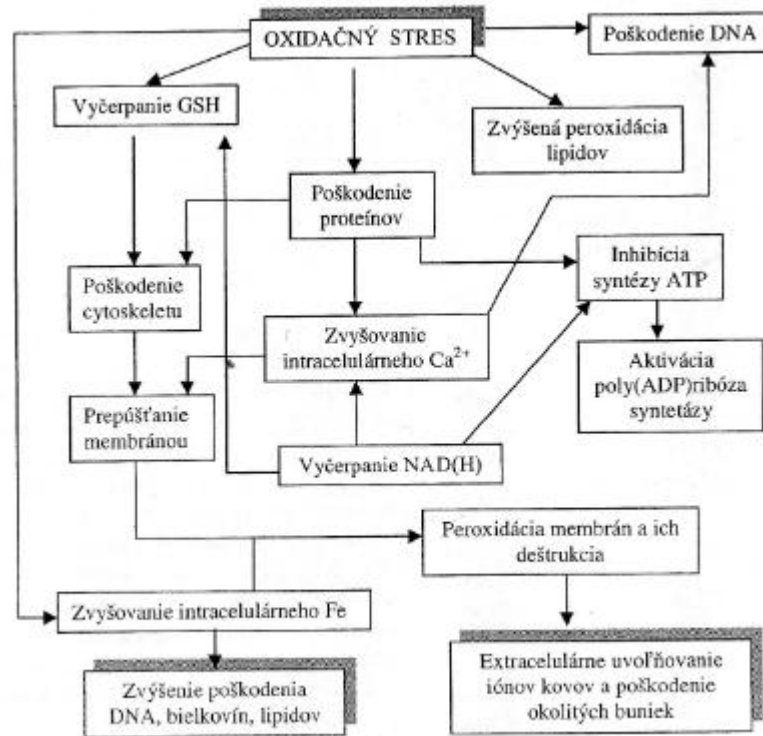 OXIDAČNÝ STRES
Poškodenie DNA
Vyčerpanie GSH
Zvýšená peroxidácia
lipidov
Poškodenie
proteínov
Inhibícia
syntézy ATP
Poškodenie
cytoskeletu
Zvyšovanie
intracelulárneho Ca²⁺
Aktivácia
poly(ADP)ribóza
syntetázy
Prepúšťanie
membránou
Vyčerpanie NAD(H)
Peroxidácia membrán a ich
deštrukcia
Zvyšovanie intracelulárneho Fe
Zvýšenie poškodenia
DNA, bielkovín, lipidov
Extracelulárne uvoľňovanie
iónov kovov a poškodenie
okolitých buniek